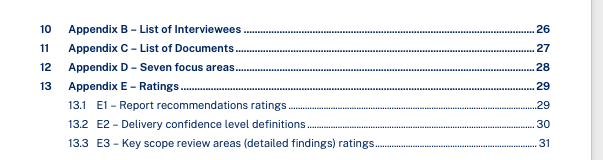 10 Appendix B – List of Interviewees ........ 26
11 Appendix C – List of Documents ........ 27
12 Appendix D – Seven focus areas ........ 28
13 Appendix E – Ratings ........ 29
13.1 E1 – Report recommendations ratings ........ 29
13.2 E2 – Delivery confidence level definitions ........ 30
13.3 E3 – Key scope review areas (detailed findings) ratings ........ 31